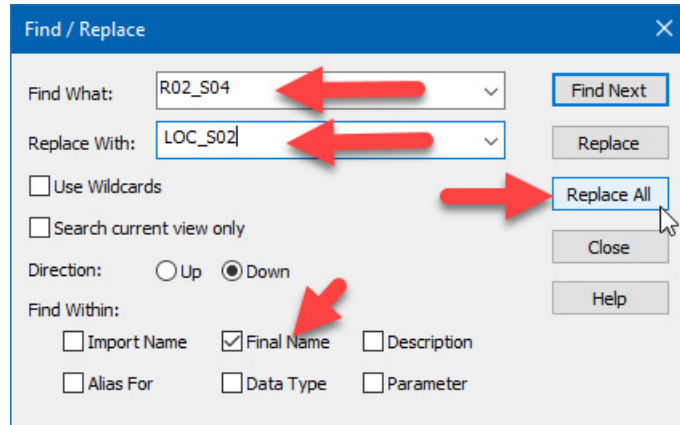 Find / Replace
Find What: R02_S04 Find Next
Replace With: LOC_S02 Replace
Use Wildcards Replace All
Search current view only
Close
Direction: Up Down
Help
Find Within:
Import Name Final Name Description
Alias For Data Type Parameter